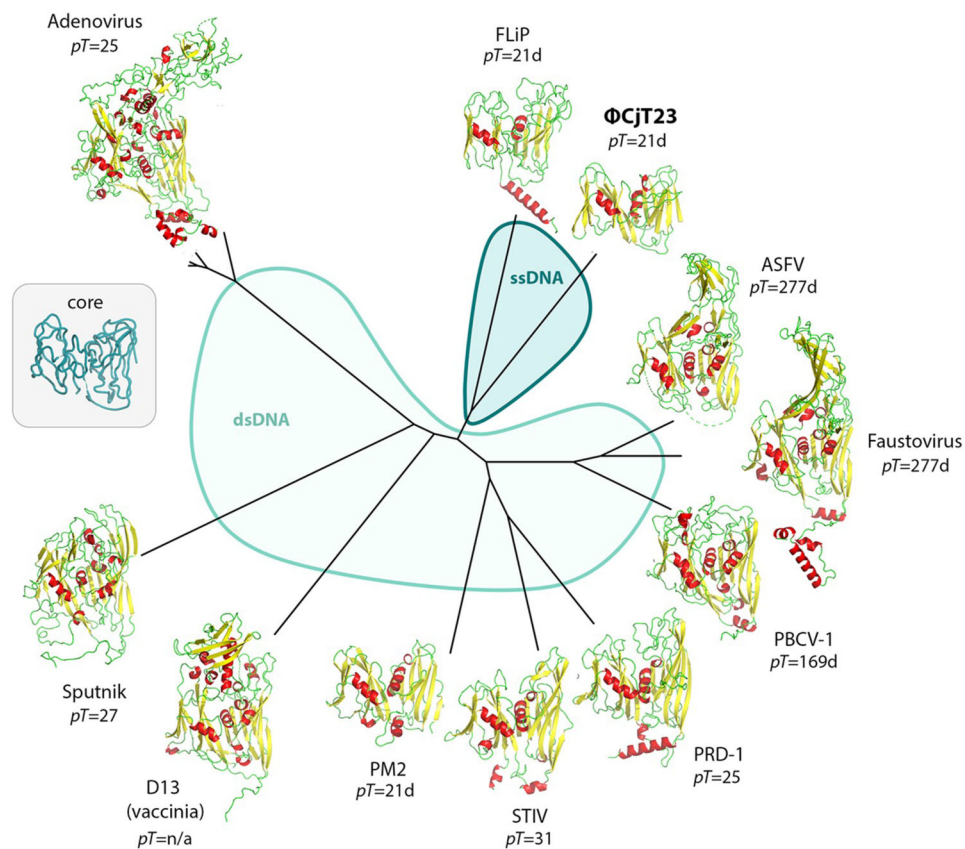 Adenovirus
pT=25
FLiP
pT=21d
ΦCjT23
pT=21d
ssDNA
ASFV
pT=277d
core
dsDNA
Faustovirus
pT=277d
PBCV-1
pT=169d
Sputnik
pT=27
D13
(vaccinia)
pT=n/a
PM2
pT=21d
STIV
pT=31
PRD-1
pT=25